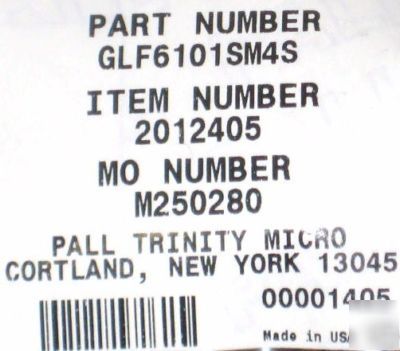 PART NUMBER
GLF6101SM4S
ITEM NUMBER
2012405
MO NUMBER
M250280
PALL TRINITY MICRO
CORTLAND, NEW YORK 13045
00001405
Made in USA